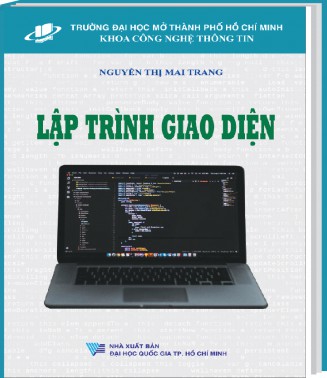 TRƯỜNG ĐẠI HỌC MỞ THÀNH PHỐ HỒ CHÍ MINH
KHOA CÔNG NGHỆ THÔNG TIN
NGUYỄN THỊ MAI TRANG
LẬP TRÌNH GIAO DIỆN
NHÀ XUẤT BẢN
ĐẠI HỌC QUỐC GIA TP. HỒ CHÍ MINH